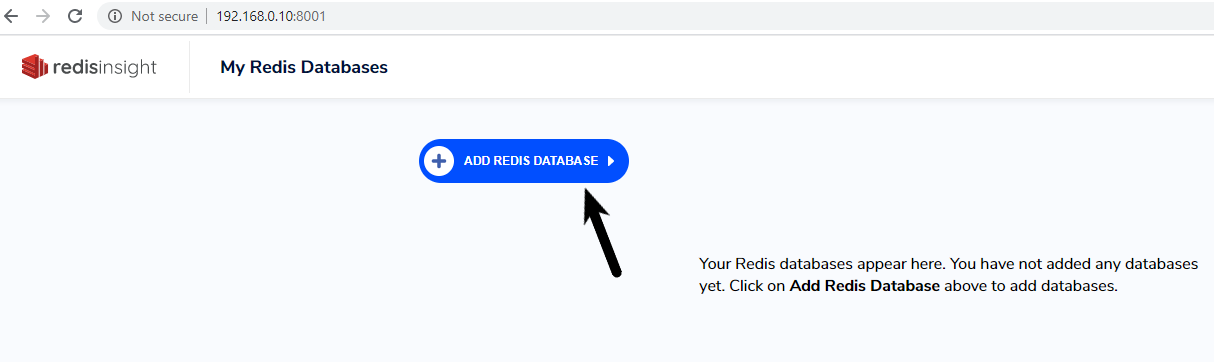 Not secure | 192.168.0.10:8001
redisinsight
My Redis Databases
ADD REDIS DATABASE
Your Redis databases appear here. You have not added any databases
yet. Click on Add Redis Database above to add databases.